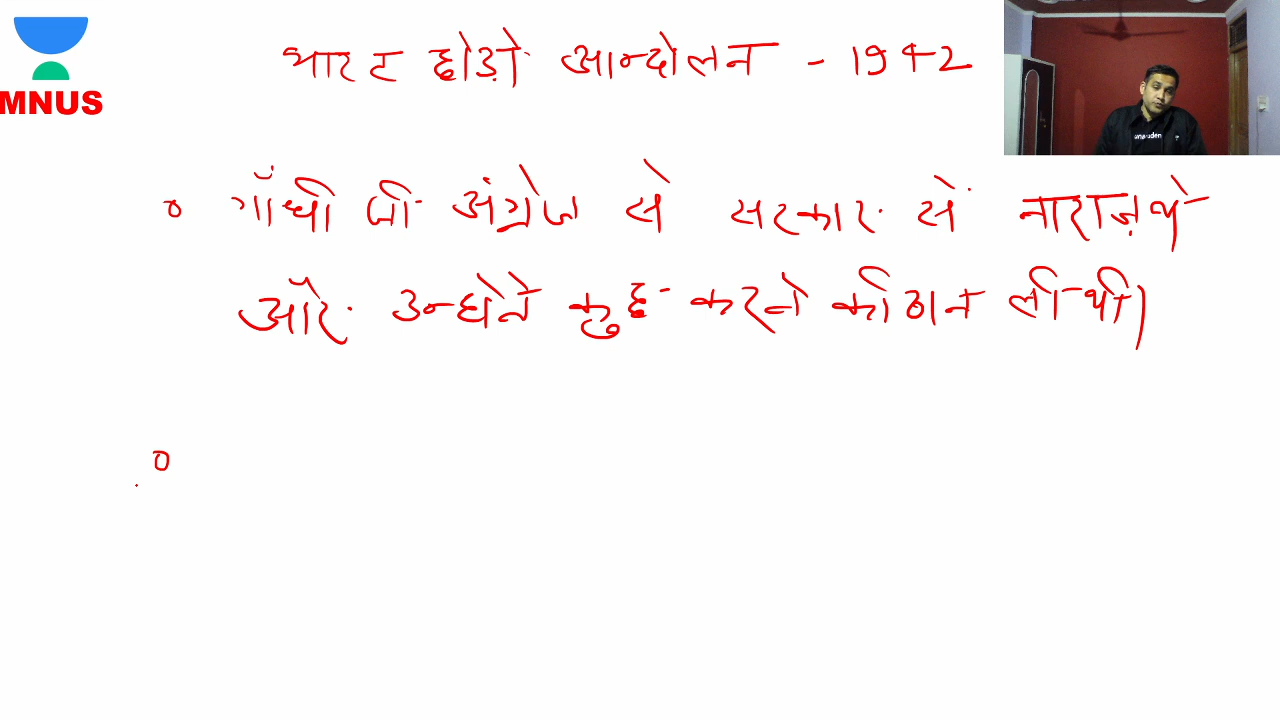 भारत छोड़ो आन्दोलन - 1942
MNUS
गाँधी जी अंग्रेज से सरकार से नाराज़ थे
और उन्होने कुछ करने की ठान ली थी।